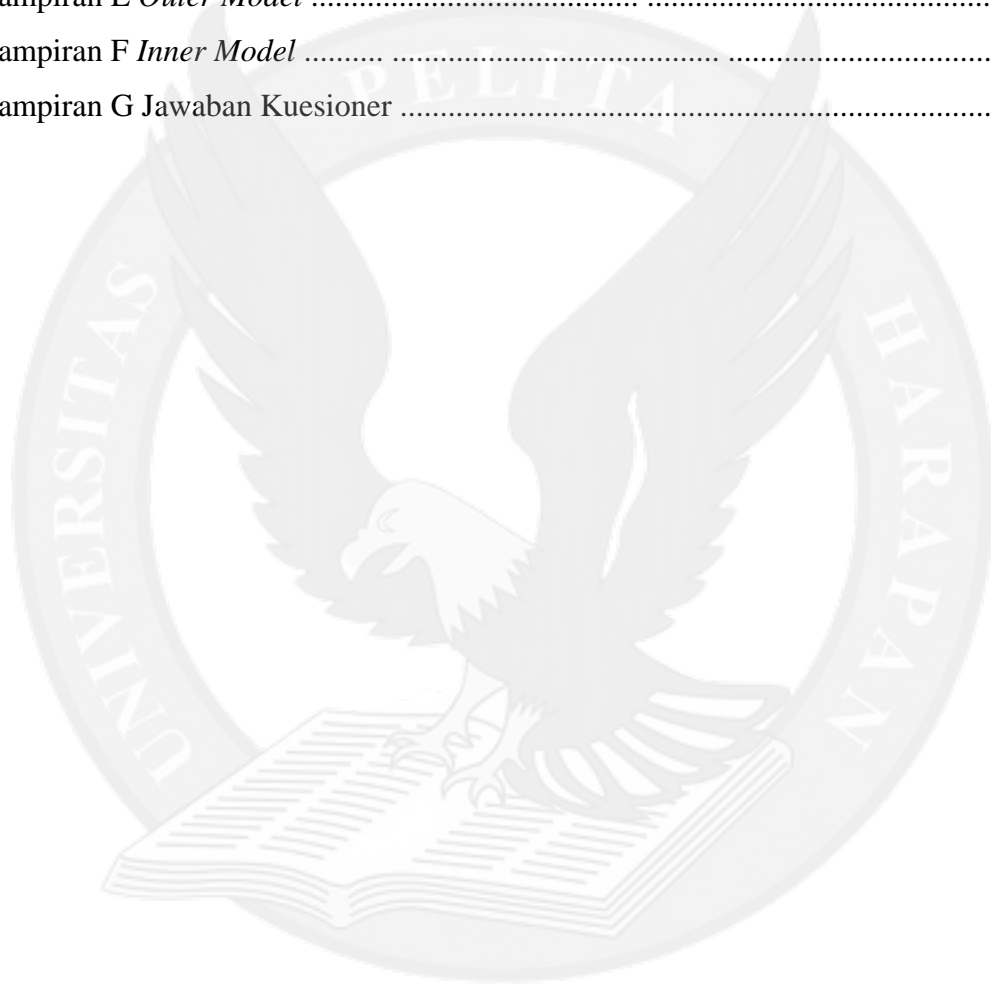 ampiran E Outer Model ........................................ ..........................................
ampiran F Inner Model .......... ........................................ ................................
ampiran G Jawaban Kuesioner ........................................................................
UNIVERSITAS PELITA HARAPAN